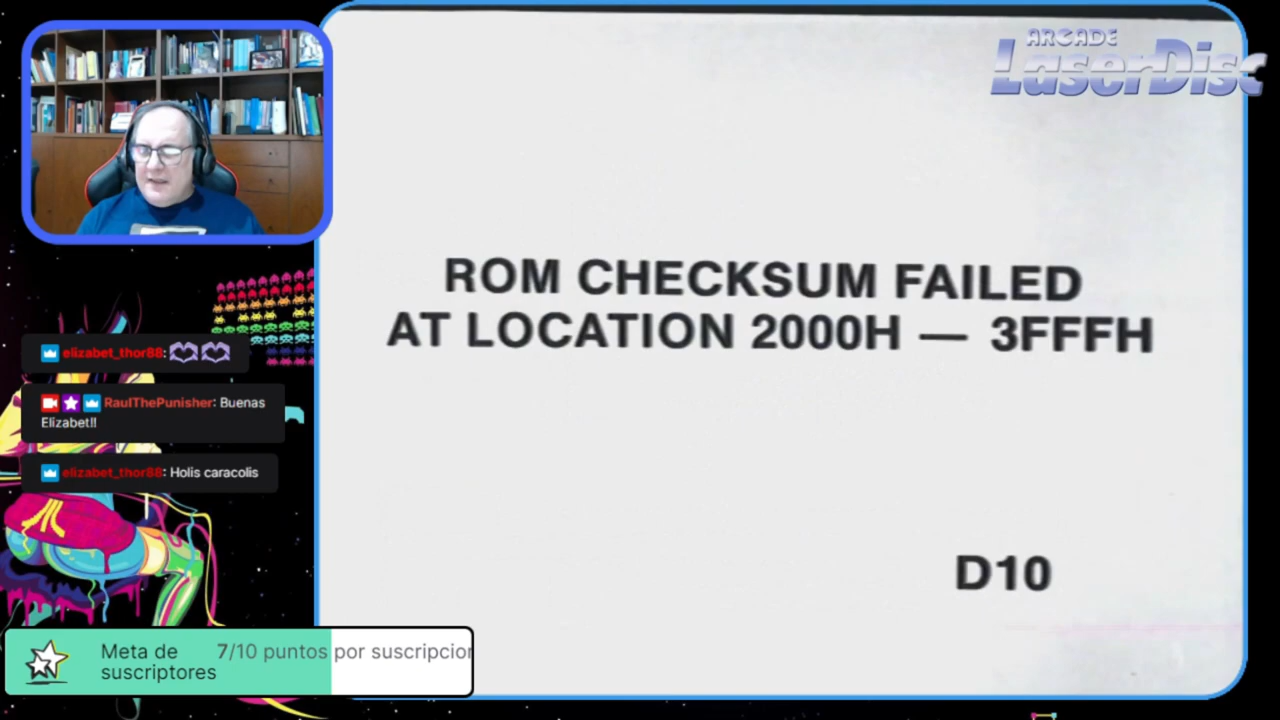 ARCADE
LaserDisc
ROM CHECKSUM FAILED
AT LOCATION 2000H — 3FFFH
D10
elizabet_thor88:
RaulThePunisher: Buenas
Elizabet!!
elizabet_thor88: Holis caracolis
Meta de
suscriptores
7/10 puntos por suscripcion